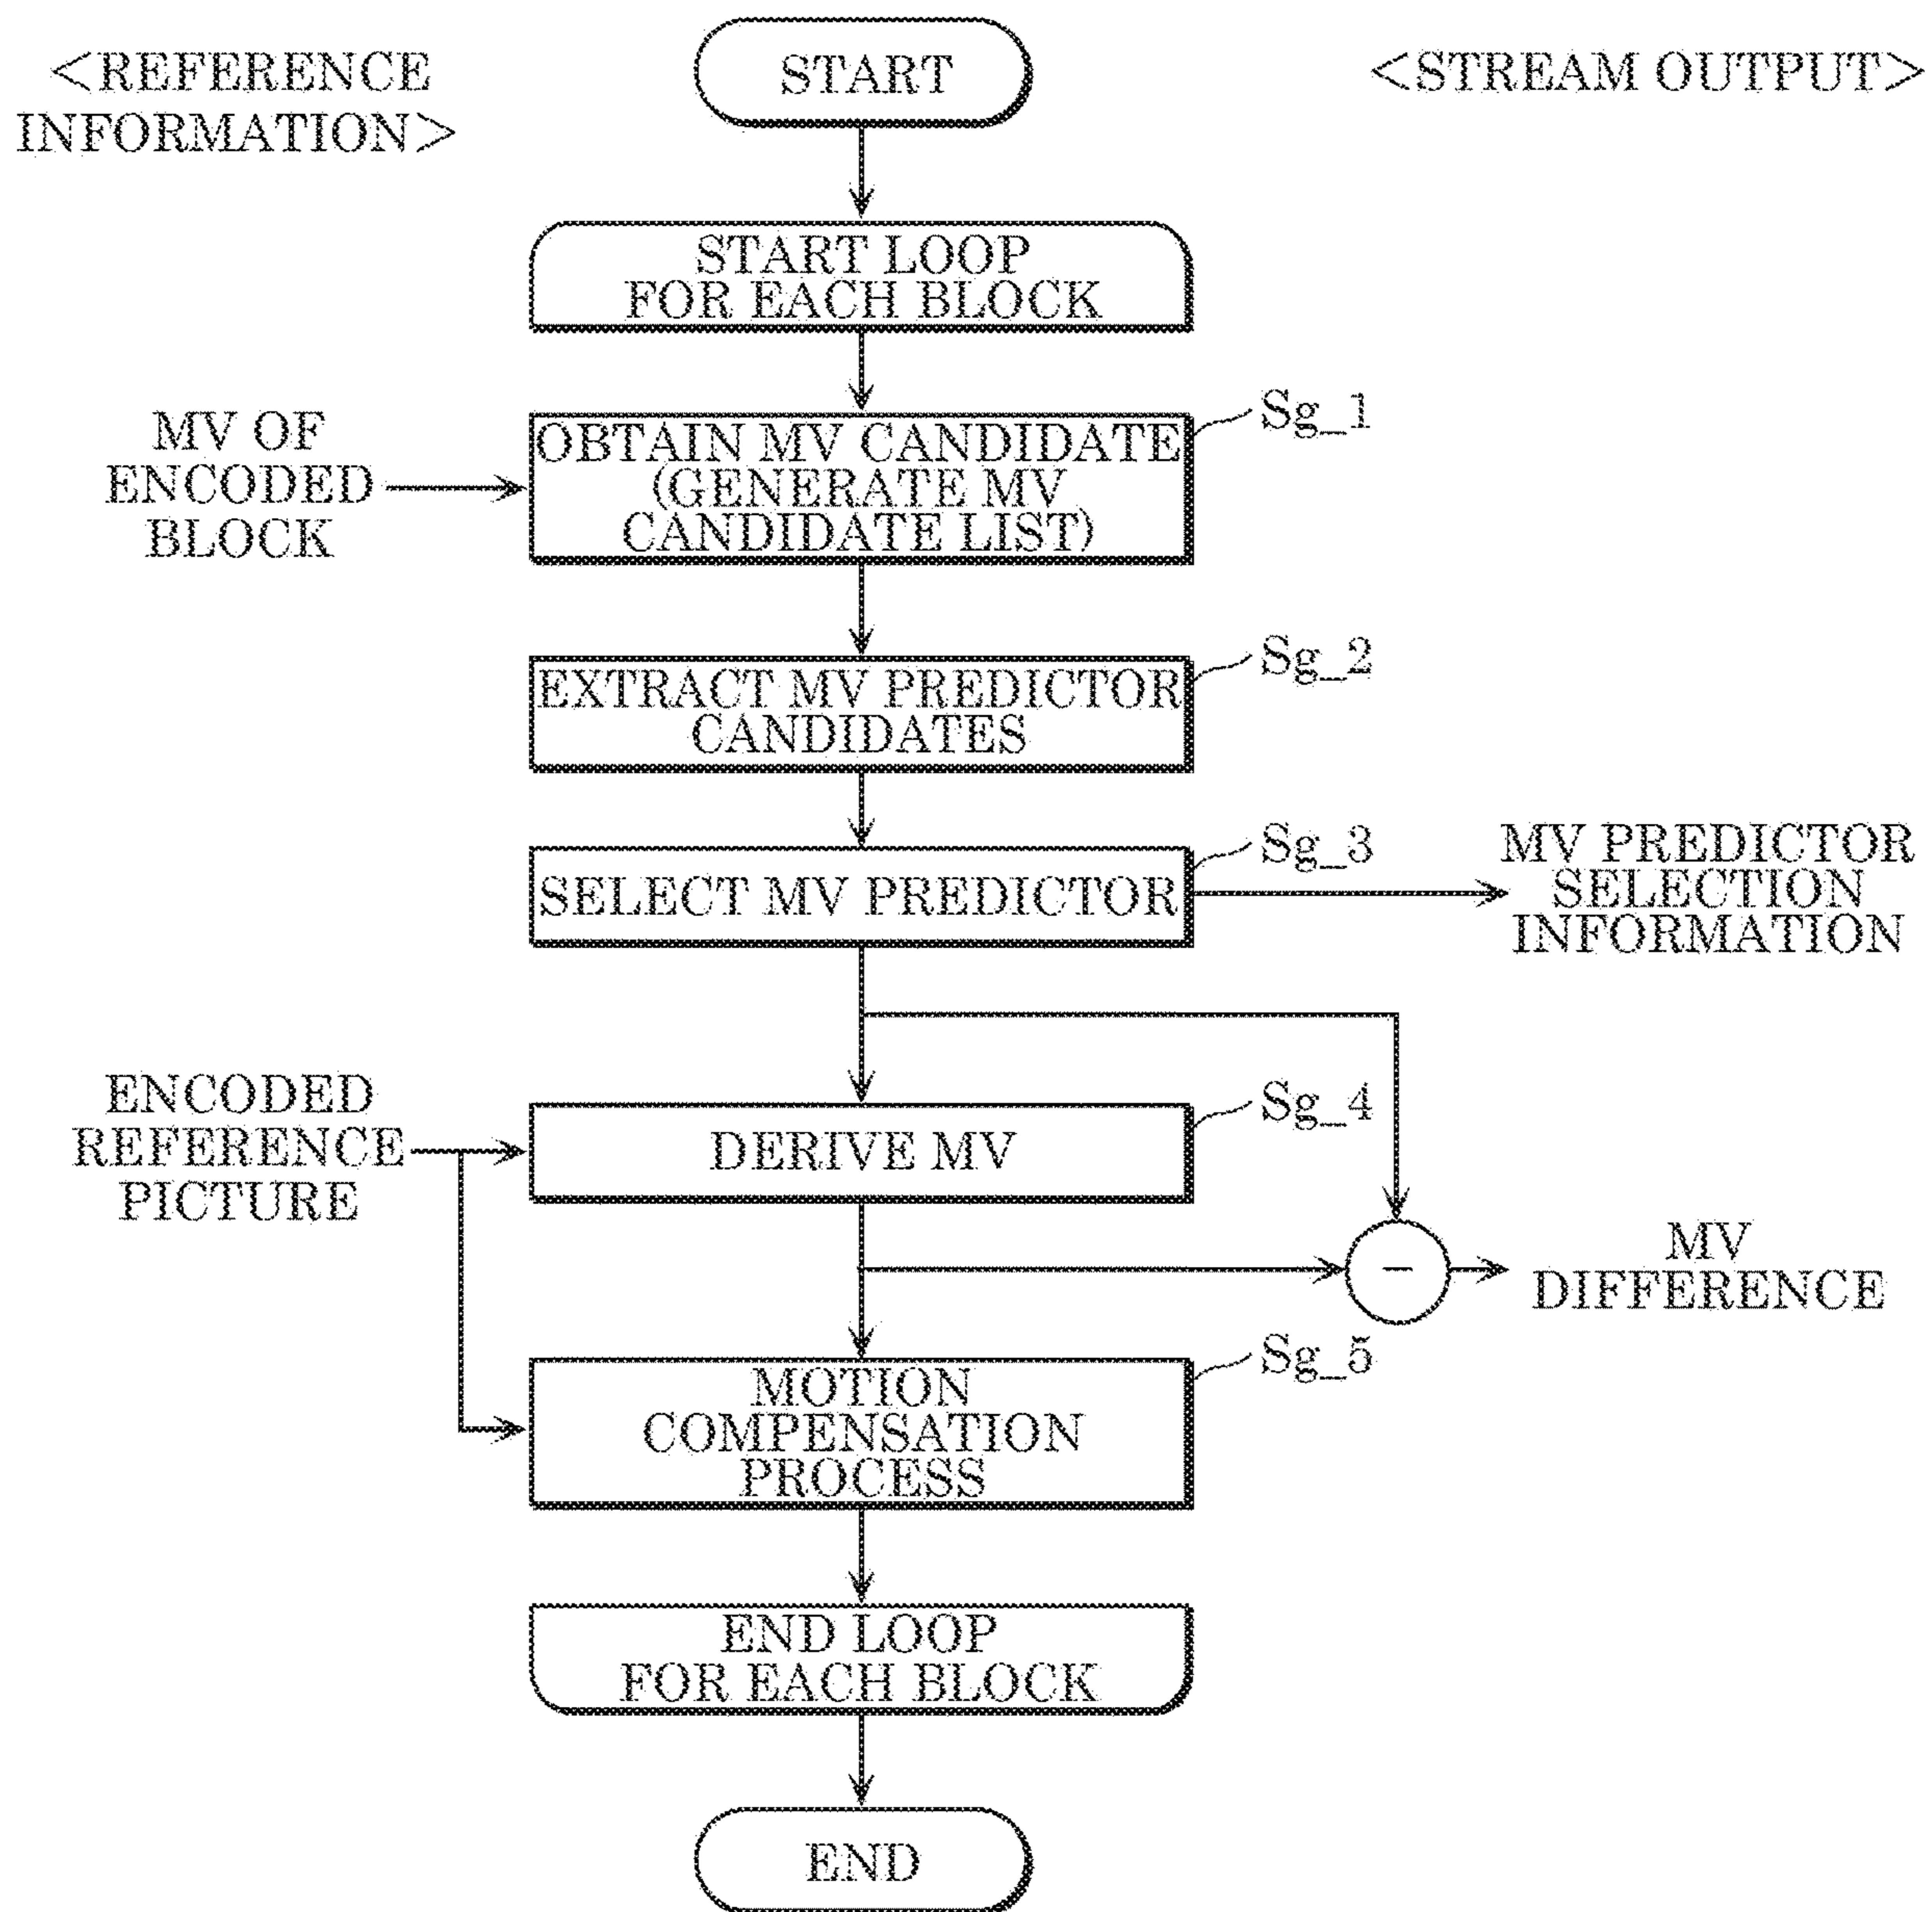 <REFERENCE
INFORMATION>
START
<STREAM OUTPUT>
START LOOP
FOR EACH BLOCK
MV OF
ENCODED
BLOCK
OBTAIN MV CANDIDATE
(GENERATE MV
CANDIDATE LIST)
Sg_1
EXTRACT MV PREDICTOR
CANDIDATES
Sg_2
SELECT MV PREDICTOR
Sg_3
MV PREDICTOR
SELECTION
INFORMATION
ENCODED
REFERENCE
PICTURE
DERIVE MV
Sg_4
−
MV
DIFFERENCE
MOTION
COMPENSATION
PROCESS
Sg_5
END LOOP
FOR EACH BLOCK
END